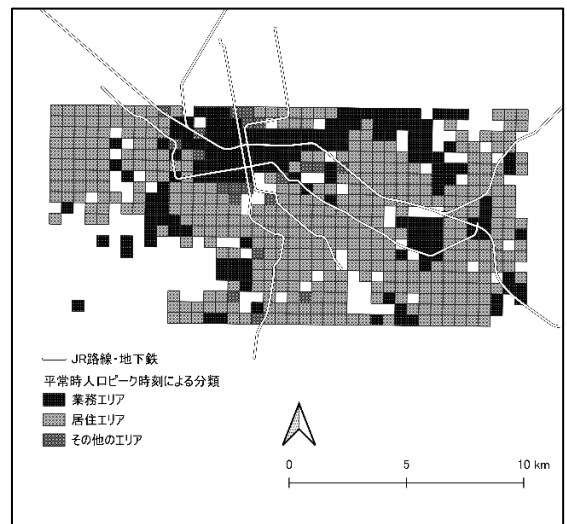 JR路線・地下鉄
平常時人口ピーク時刻による分類
業務エリア
居住エリア
その他のエリア
0 5 10 km